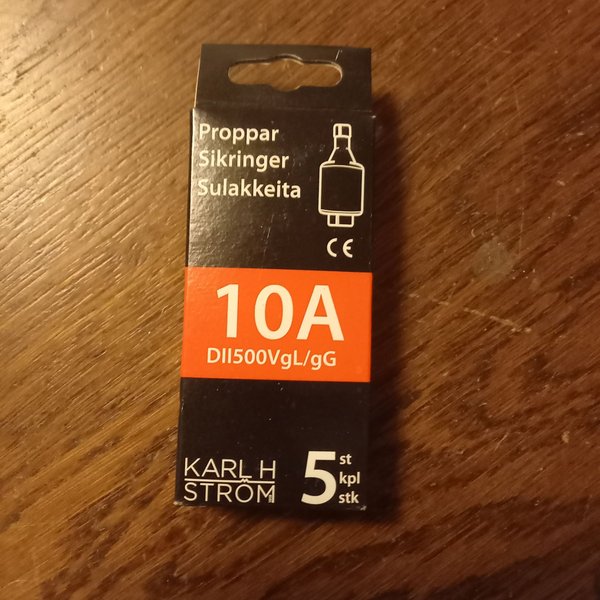 Proppar
Sikringer
Sulakkeita
CE
10A
DII500VgL/gG
KARL H
STRÖM
5 st
kpl
stk